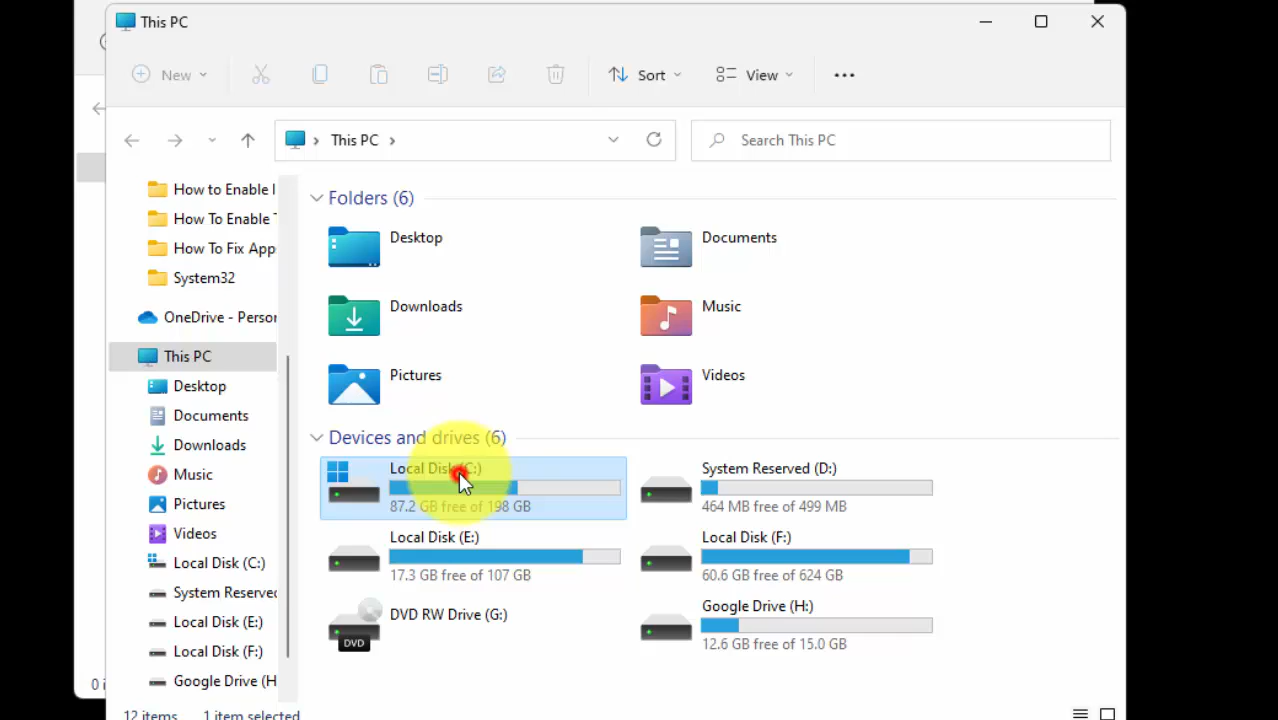 This PC
New
Sort
View
This PC
Search This PC
How to Enable
How To Enable
How To Fix App
System32
OneDrive - Person
This PC
Desktop
Documents
Downloads
Music
Pictures
Videos
Local Disk (C:)
System Reserved
Local Disk (E:)
Local Disk (F:)
Google Drive (H
Folders (6)
Desktop
Documents
Downloads
Music
Pictures
Videos
Devices and drives (6)
Local Disk (C:)
87.2 GB free of 198 GB
System Reserved (D:)
464 MB free of 499 MB
Local Disk (E:)
17.3 GB free of 107 GB
Local Disk (F:)
60.6 GB free of 624 GB
DVD RW Drive (G:)
DVD
Google Drive (H:)
12.6 GB free of 15.0 GB
0 i
12 items
1 item selected